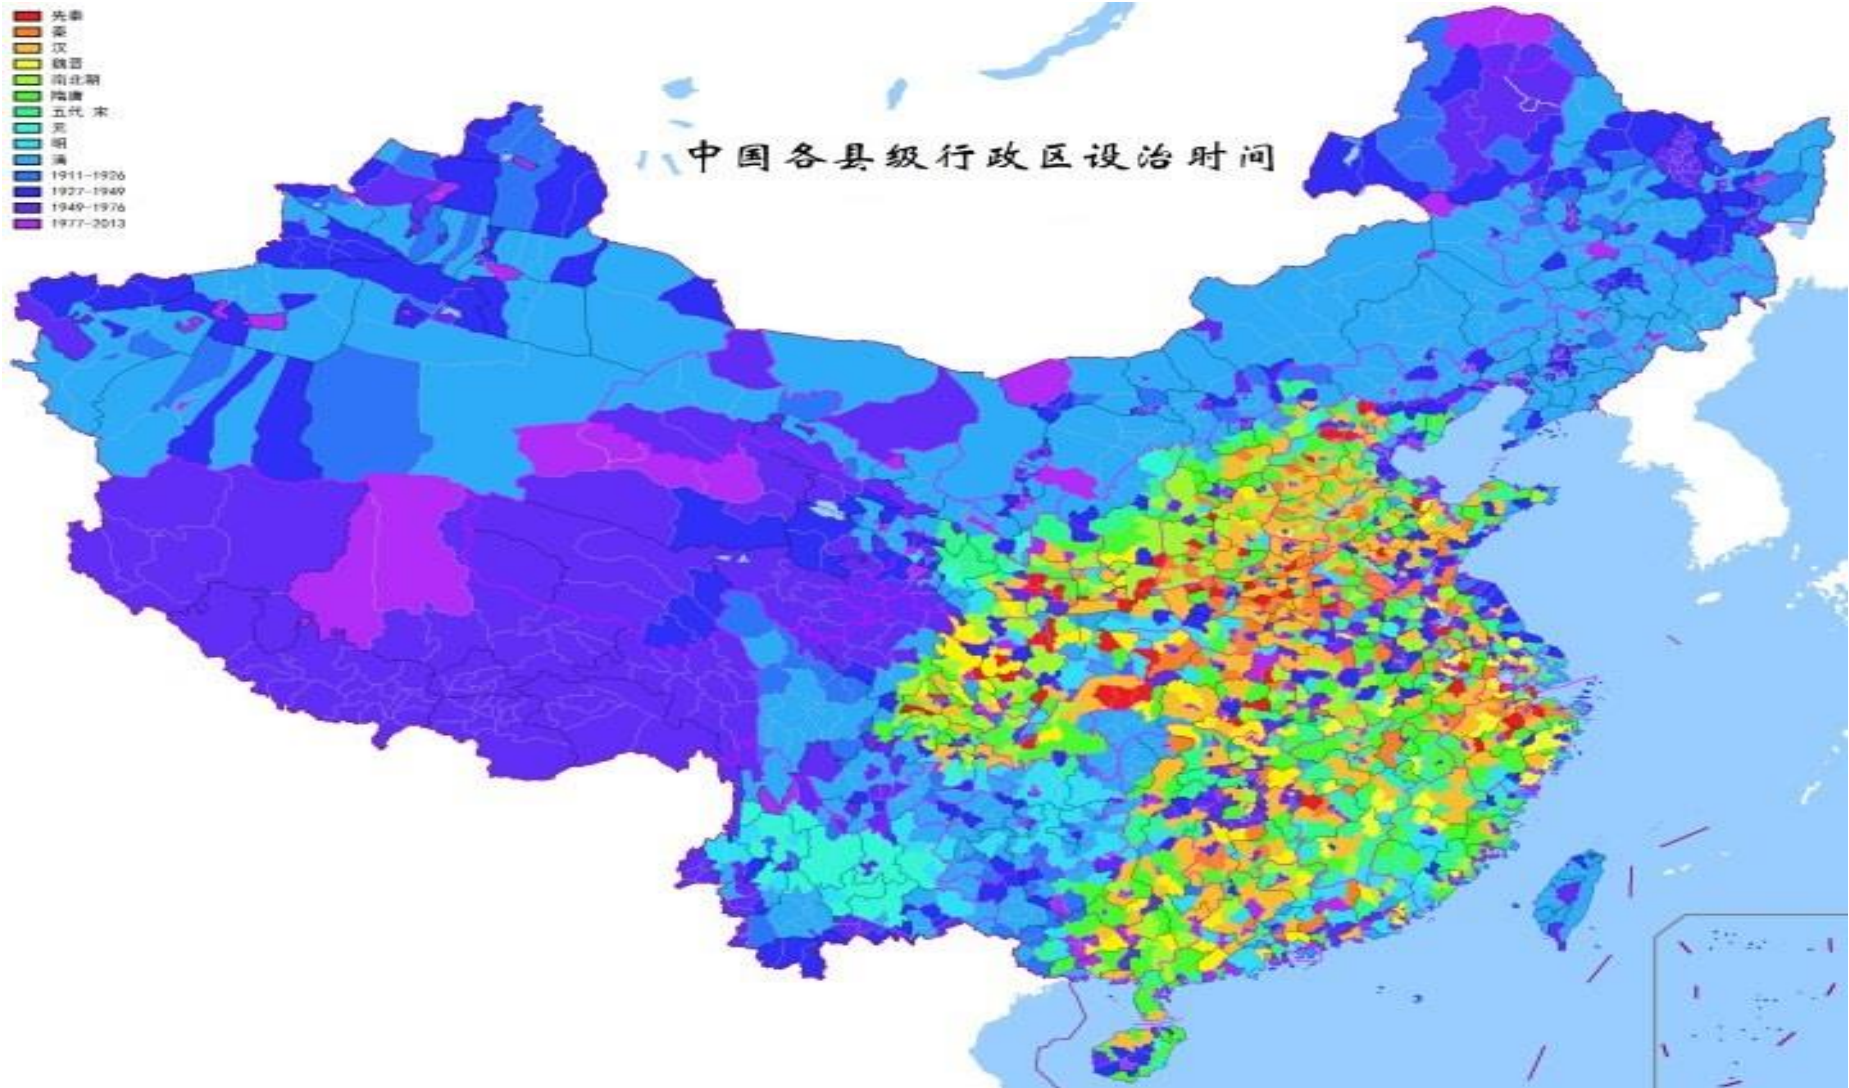 先秦
秦
汉
魏晋
南北朝
隋唐
五代 宋
元
明
清
1911-1926
1927-1949
1949-1976
1977-2013
中国各县级行政区设治时间